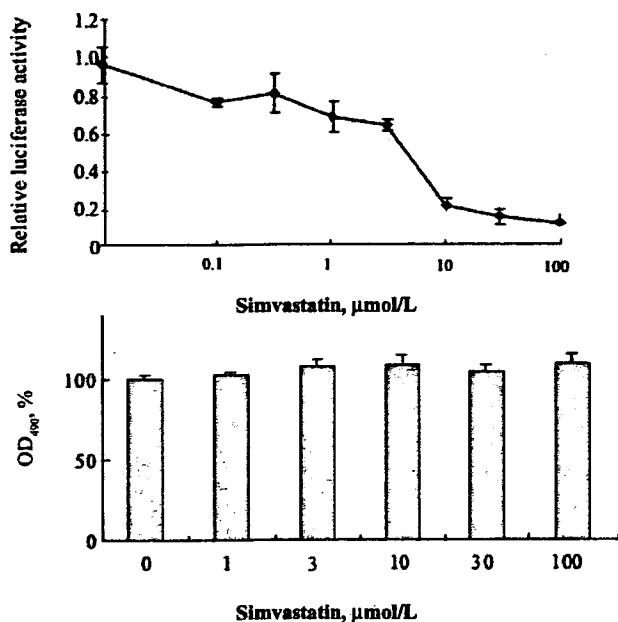 Relative luciferase activity
1.2
1.0
0.8
0.6
0.4
0.2
0
0.1 1 10 100
Simvastatin, μmol/L
OD490, %
100
50
0
0 1 3 10 30 100
Simvastatin, μmol/L